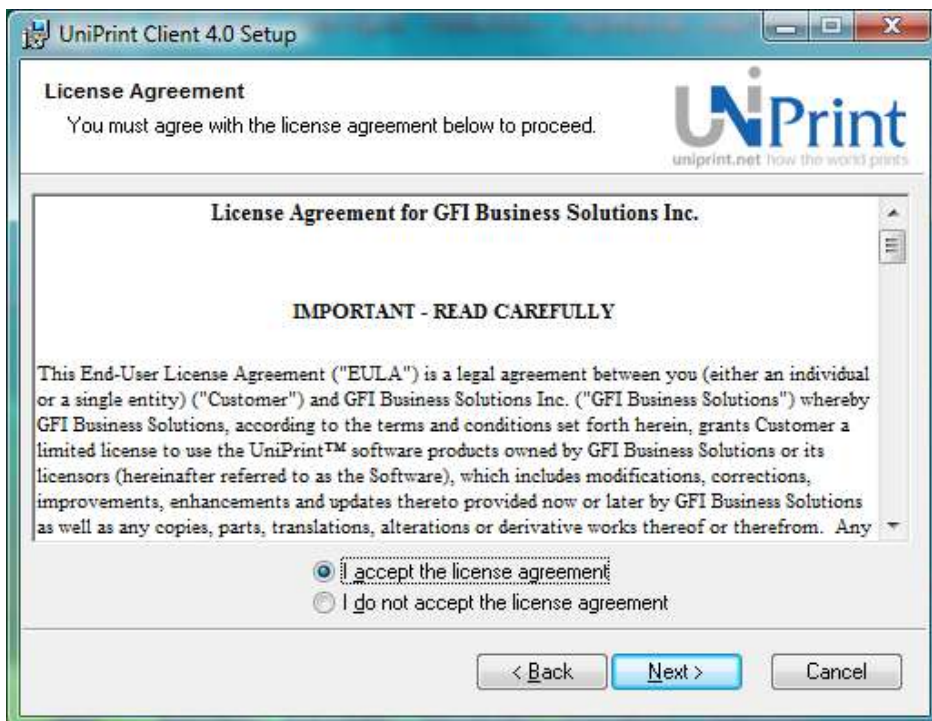 UniPrint Client 4.0 Setup
License Agreement
You must agree with the license agreement below to proceed.
UNiPrint
uniprint.net how the world prints
License Agreement for GFI Business Solutions Inc.
IMPORTANT - READ CAREFULLY
This End-User License Agreement ("EULA") is a legal agreement between you (either an individual
or a single entity) ("Customer") and GFI Business Solutions Inc. ("GFI Business Solutions") whereby
GFI Business Solutions, according to the terms and conditions set forth herein, grants Customer a
limited license to use the UniPrint™ software products owned by GFI Business Solutions or its
licensors (hereinafter referred to as the Software), which includes modifications, corrections,
improvements, enhancements and updates thereto provided now or later by GFI Business Solutions
as well as any copies, parts, translations, alterations or derivative works thereof or therefrom. Any
I accept the license agreement
I do not accept the license agreement
< Back Next > Cancel